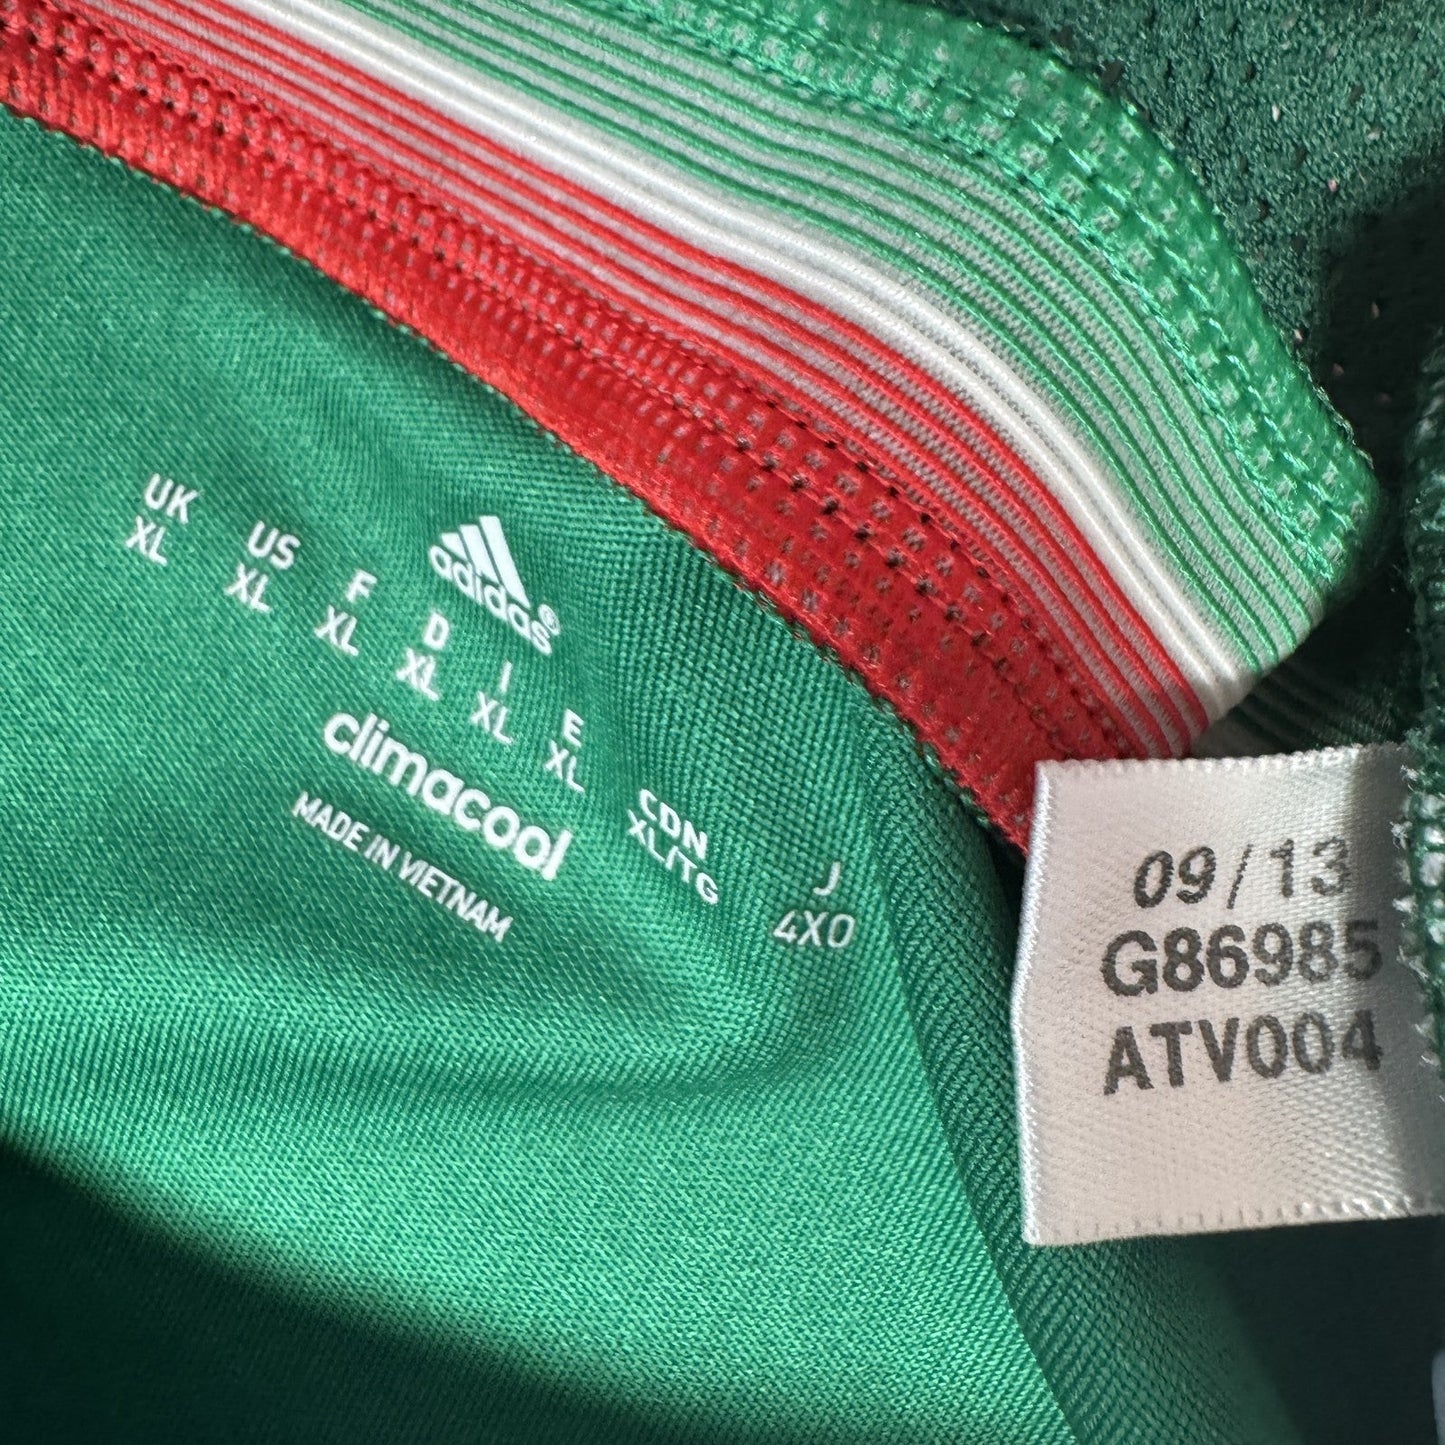 adidas®
UK US F D I E CDN J
XL XL XL XL XL XL XL/TG 4XO
climacool
MADE IN VIETNAM
09/13
G86985
ATV004